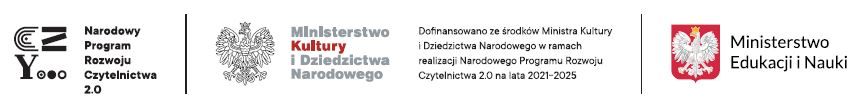 CZ
Y...
Narodowy
Program
Rozwoju
Czytelnictwa
2.0
Ministerstwo
Kultury
i Dziedzictwa
Narodowego
Dofinansowano ze środków Ministra Kultury
i Dziedzictwa Narodowego w ramach
realizacji Narodowego Programu Rozwoju
Czytelnictwa 2.0 na lata 2021–2025
Ministerstwo
Edukacji i Nauki